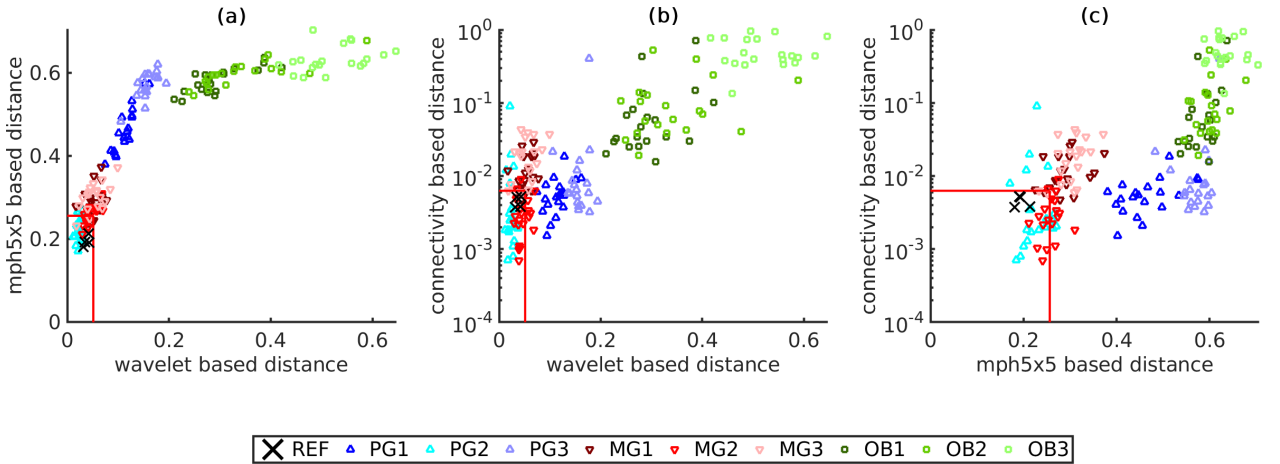 (a)
mph5x5 based distance
0.6
0.4
0.2
0
0 0.2 0.4 0.6
wavelet based distance
(b)
connectivity based distance
10^0
10^-1
10^-2
10^-3
10^-4
0 0.2 0.4 0.6
wavelet based distance
(c)
connectivity based distance
10^0
10^-1
10^-2
10^-3
10^-4
0 0.2 0.4 0.6
mph5x5 based distance
REF PG1 PG2 PG3 MG1 MG2 MG3 OB1 OB2 OB3